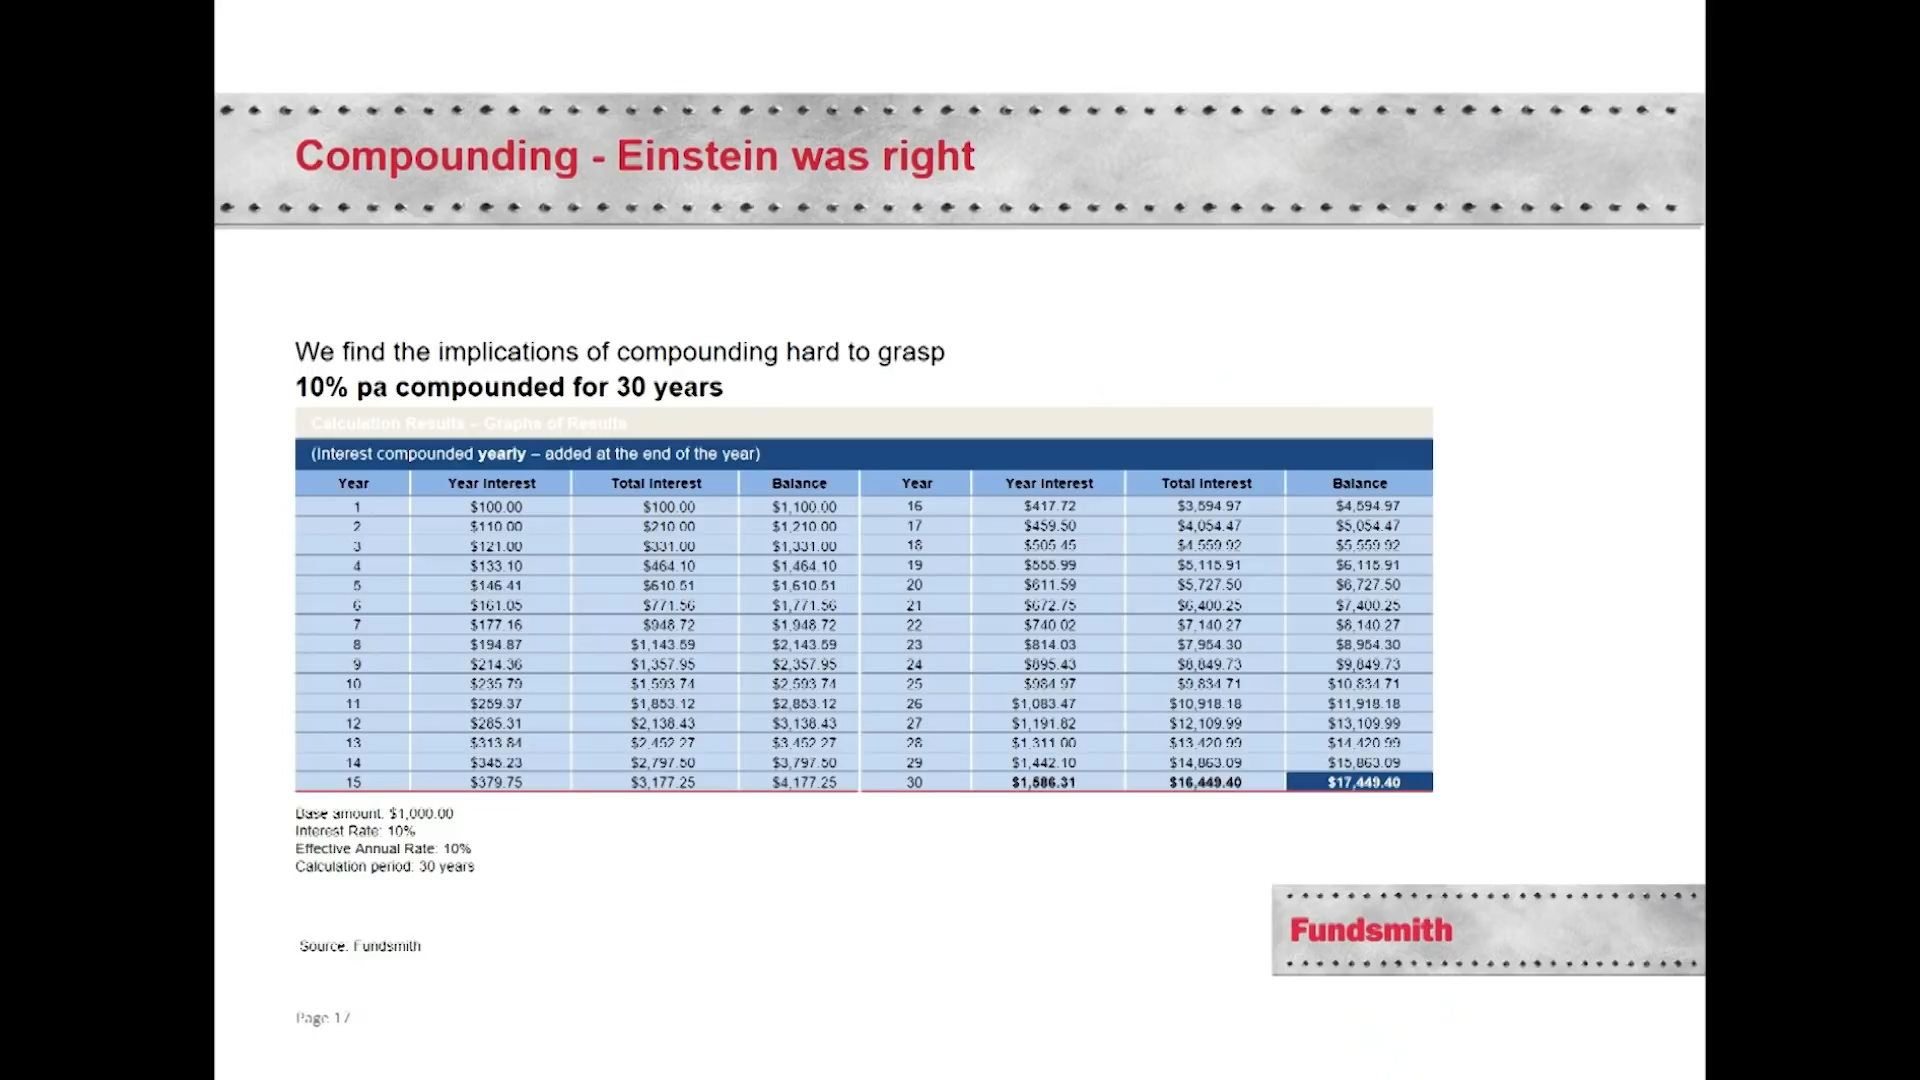 Compounding - Einstein was right
We find the implications of compounding hard to grasp
10% pa compounded for 30 years
Calculation Results – Graphs of Results
(Interest compounded yearly – added at the end of the year)
Year Year Interest Total Interest Balance Year Year Interest Total Interest Balance
1 $100.00 $100.00 $1,100.00 16 $417.72 $3,594.97 $4,594.97
2 $110.00 $210.00 $1,210.00 17 $459.50 $4,054.47 $5,054.47
3 $121.00 $331.00 $1,331.00 18 $505.45 $4,559.92 $5,559.92
4 $133.10 $464.10 $1,464.10 19 $555.99 $5,115.91 $6,115.91
5 $146.41 $610.51 $1,610.51 20 $611.59 $5,727.50 $6,727.50
6 $161.05 $771.56 $1,771.56 21 $672.75 $6,400.25 $7,400.25
7 $177.16 $948.72 $1,948.72 22 $740.02 $7,140.27 $8,140.27
8 $194.87 $1,143.59 $2,143.59 23 $814.03 $7,954.30 $8,954.30
9 $214.36 $1,357.95 $2,357.95 24 $895.43 $8,849.73 $9,849.73
10 $235.79 $1,593.74 $2,593.74 25 $984.97 $9,834.71 $10,834.71
11 $259.37 $1,853.12 $2,853.12 26 $1,083.47 $10,918.18 $11,918.18
12 $285.31 $2,138.43 $3,138.43 27 $1,191.82 $12,109.99 $13,109.99
13 $313.84 $2,452.27 $3,452.27 28 $1,311.00 $13,420.99 $14,420.99
14 $345.23 $2,797.50 $3,797.50 29 $1,442.10 $14,863.09 $15,863.09
15 $379.75 $3,177.25 $4,177.25 30 $1,586.31 $16,449.40 $17,449.40
Base amount: $1,000.00
Interest Rate: 10%
Effective Annual Rate: 10%
Calculation period: 30 years
Fundsmith
Source: Fundsmith
Page 17